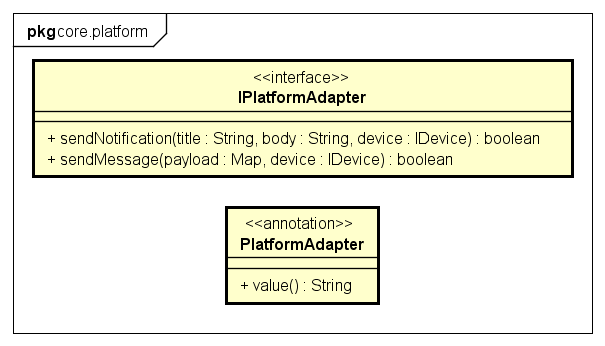 pkg core.platform
<<interface>>
IPlatformAdapter
+ sendNotification(title : String, body : String, device : IDevice) : boolean
+ sendMessage(payload : Map, device : IDevice) : boolean
<<annotation>>
PlatformAdapter
+ value() : String